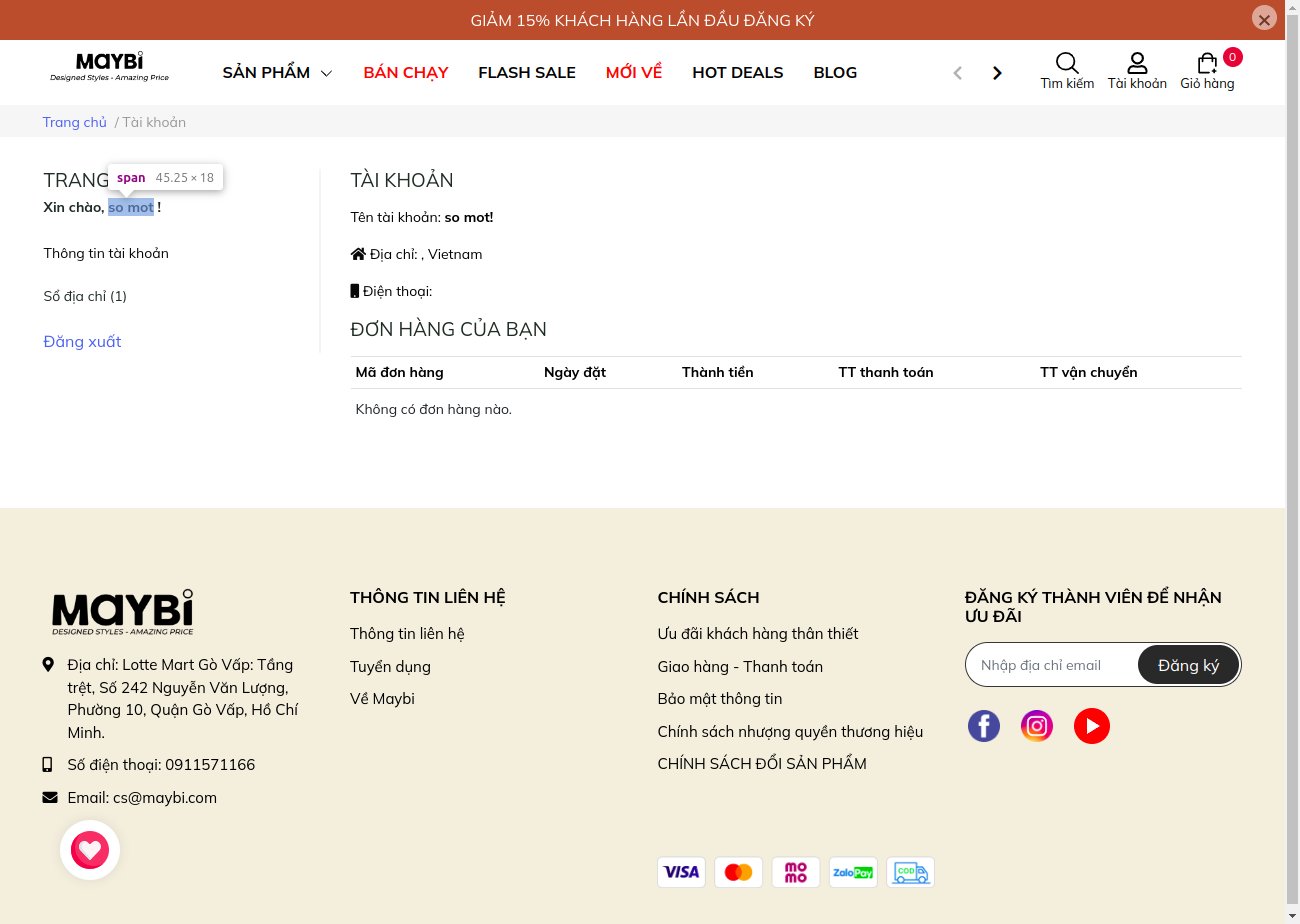 GIẢM 15% KHÁCH HÀNG LẦN ĐẦU ĐĂNG KÝ
MAYBI
Designed Styles - Amazing Price
SẢN PHẨM
BÁN CHẠY
FLASH SALE
MỚI VỀ
HOT DEALS
BLOG
Tìm kiếm
Tài khoản
0
Giỏ hàng
Trang chủ / Tài khoản
TRANG
span 45.25 × 18
Xin chào, so mot !
Thông tin tài khoản
Sổ địa chỉ (1)
Đăng xuất
TÀI KHOẢN
Tên tài khoản: so mot!
Địa chỉ: , Vietnam
Điện thoại:
ĐƠN HÀNG CỦA BẠN
Mã đơn hàng Ngày đặt Thành tiền TT thanh toán TT vận chuyển
Không có đơn hàng nào.
MAYBI
DESIGNED STYLES - AMAZING PRICE
Địa chỉ: Lotte Mart Gò Vấp: Tầng
trệt, Số 242 Nguyễn Văn Lượng,
Phường 10, Quận Gò Vấp, Hồ Chí
Minh.
Số điện thoại: 0911571166
Email: cs@maybi.com
THÔNG TIN LIÊN HỆ
Thông tin liên hệ
Tuyển dụng
Về Maybi
CHÍNH SÁCH
Ưu đãi khách hàng thân thiết
Giao hàng - Thanh toán
Bảo mật thông tin
Chính sách nhượng quyền thương hiệu
CHÍNH SÁCH ĐỔI SẢN PHẨM
ĐĂNG KÝ THÀNH VIÊN ĐỂ NHẬN
ƯU ĐÃI
Nhập địa chỉ email
Đăng ký
VISA
mo
mo
ZaloPay
COD